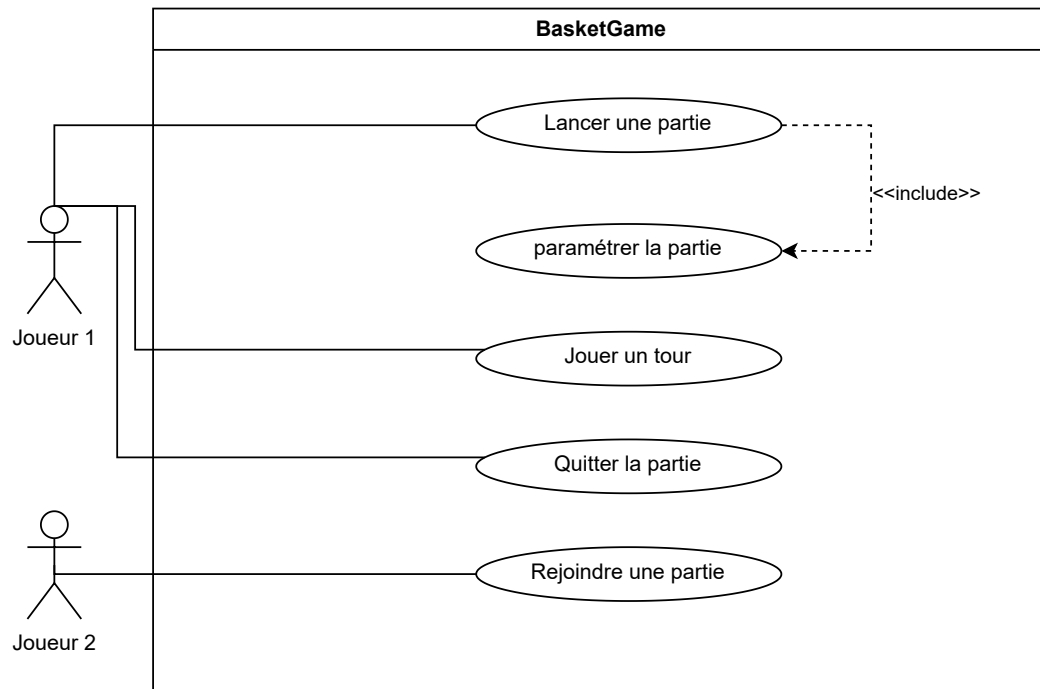 BasketGame
Lancer une partie
<<include>>
paramétrer la partie
Joueur 1
Jouer un tour
Quitter la partie
Rejoindre une partie
Joueur 2